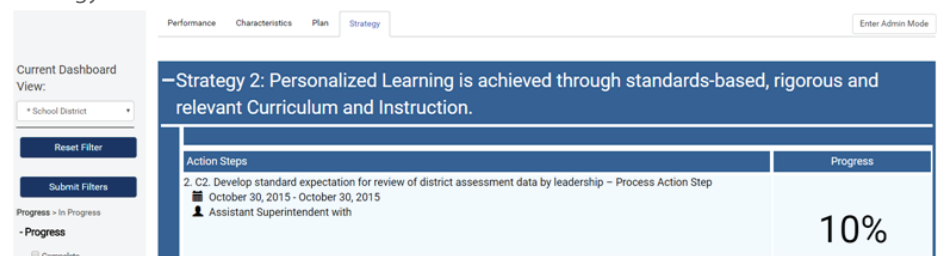 Performance Characteristics Plan Strategy Enter Admin Mode
Current Dashboard
View:
* School District
Reset Filter
Submit Filters
Progress > In Progress
- Progress
–Strategy 2: Personalized Learning is achieved through standards-based, rigorous and
relevant Curriculum and Instruction.
Action Steps Progress
2. C2. Develop standard expectation for review of district assessment data by leadership – Process Action Step
October 30, 2015 - October 30, 2015
Assistant Superintendent with
10%